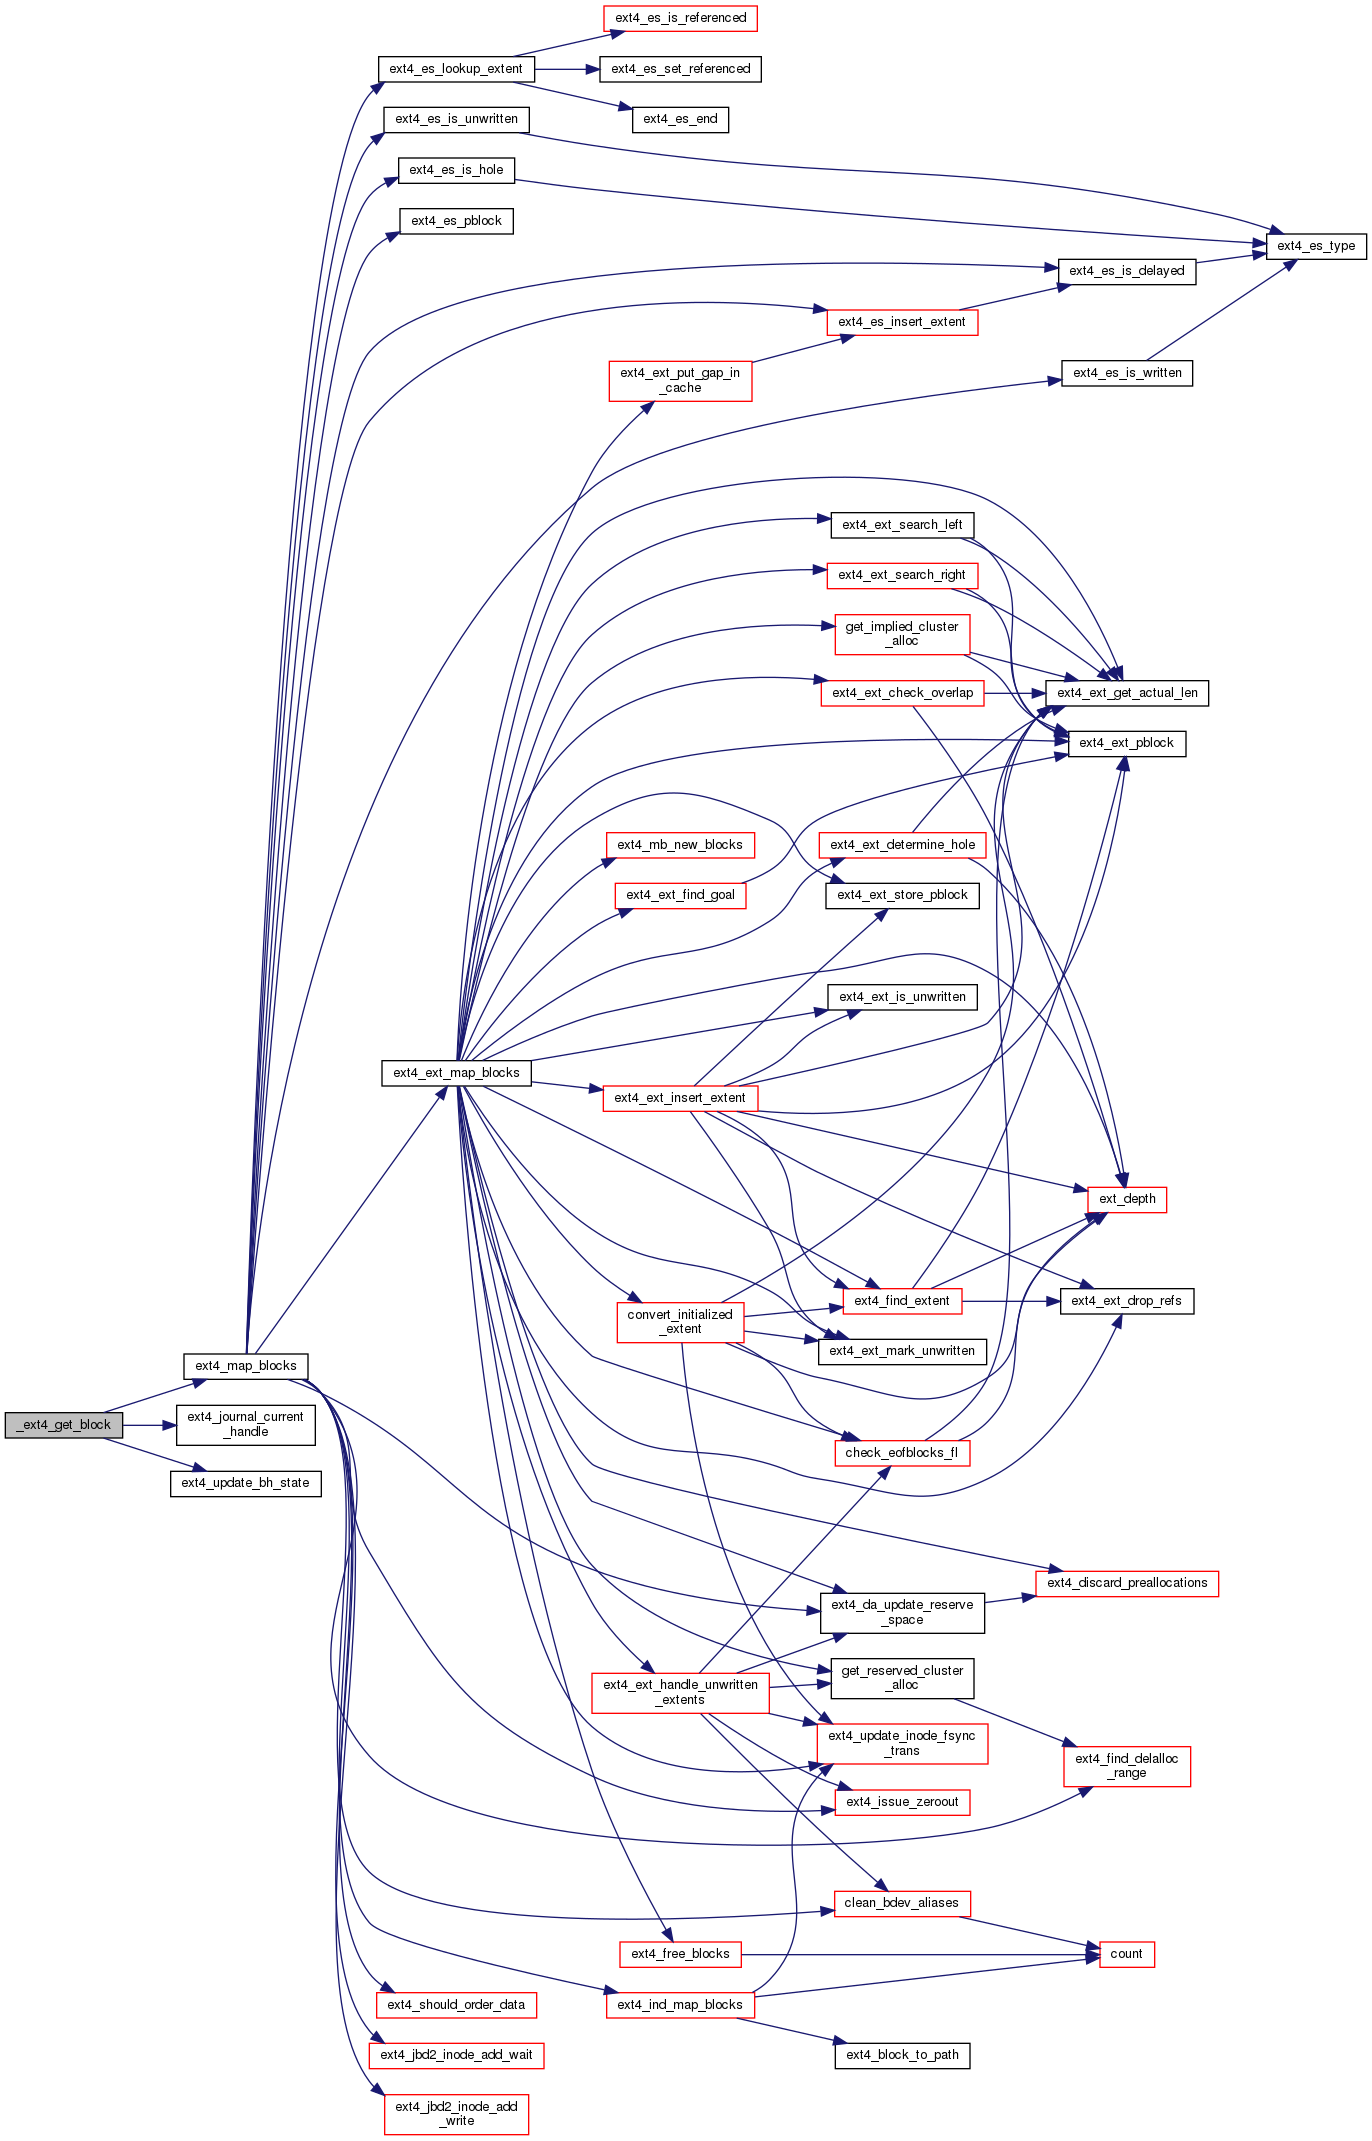 ext4_es_is_referenced
ext4_es_lookup_extent
ext4_es_set_referenced
ext4_es_end
ext4_es_is_unwritten
ext4_es_is_hole
ext4_es_pblock
ext4_es_type
ext4_es_is_delayed
ext4_es_insert_extent
ext4_ext_put_gap_in
_cache
ext4_es_is_written
ext4_ext_search_left
ext4_ext_search_right
get_implied_cluster
_alloc
ext4_ext_check_overlap
ext4_ext_get_actual_len
ext4_ext_pblock
ext4_mb_new_blocks
ext4_ext_determine_hole
ext4_ext_find_goal
ext4_ext_store_pblock
ext4_ext_is_unwritten
ext4_ext_map_blocks
ext4_ext_insert_extent
ext_depth
ext4_find_extent
ext4_ext_drop_refs
convert_initialized
_extent
ext4_ext_mark_unwritten
ext4_map_blocks
_ext4_get_block
ext4_journal_current
_handle
ext4_update_bh_state
check_eofblocks_fl
ext4_discard_preallocations
ext4_da_update_reserve
_space
get_reserved_cluster
_alloc
ext4_ext_handle_unwritten
_extents
ext4_update_inode_fsync
_trans
ext4_find_delalloc
_range
ext4_issue_zeroout
clean_bdev_aliases
ext4_free_blocks
count
ext4_should_order_data
ext4_ind_map_blocks
ext4_jbd2_inode_add_wait
ext4_block_to_path
ext4_jbd2_inode_add
_write